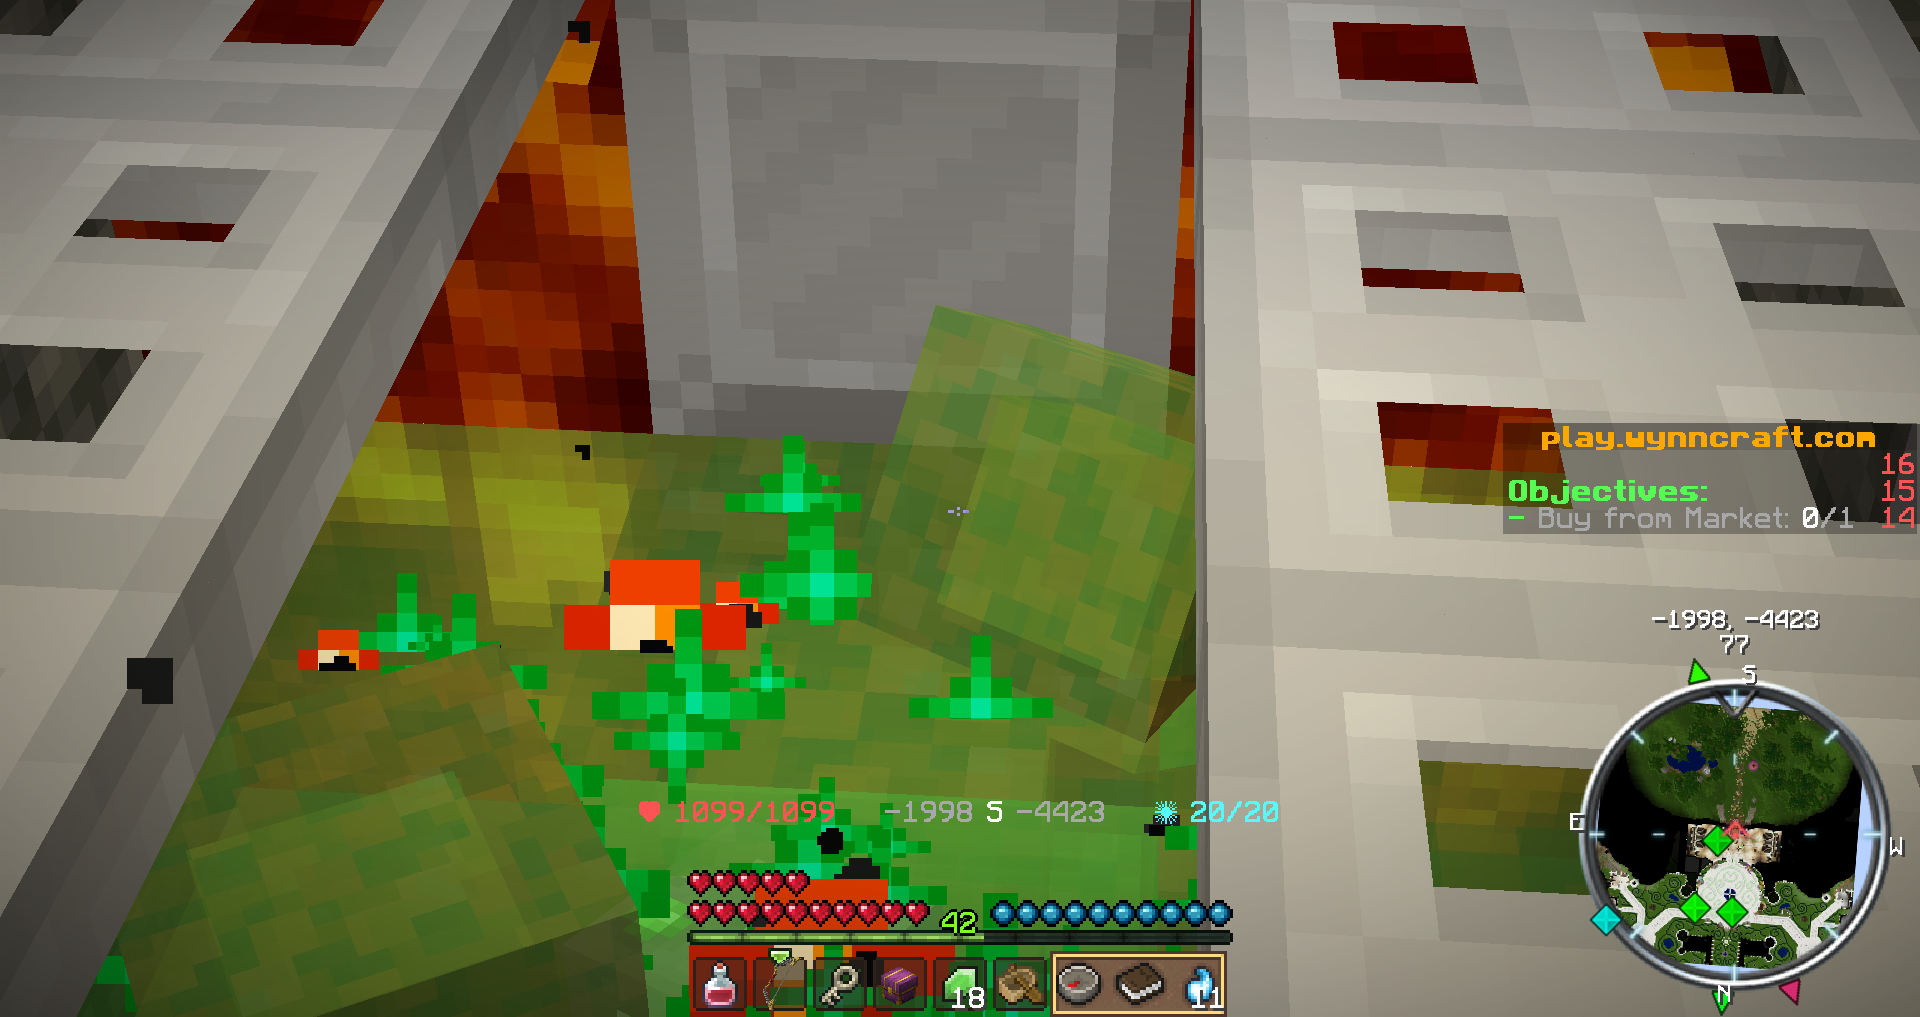 play.wynncraft.com
16
Objectives: 15
- Buy from Market: 0/1 14
-1998, -4423
77
S
E
W
N
1099/1099 -1998 S -4423 20/20
42
18 11